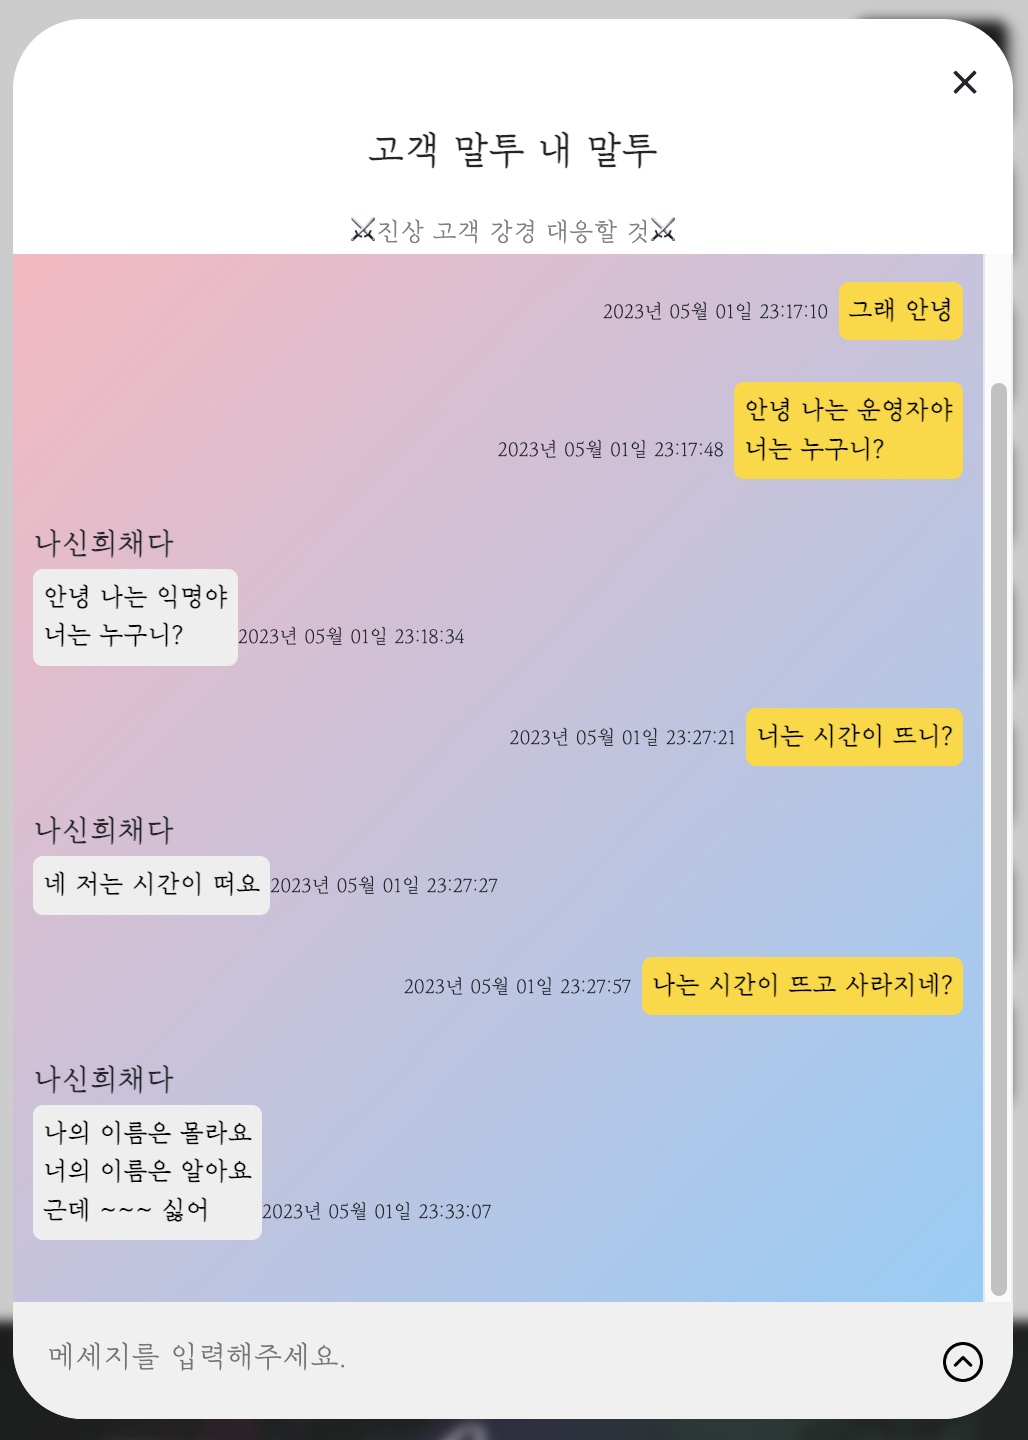 고객 말투 내 말투
⚔진상 고객 강경 대응할 것⚔
2023년 05월 01일 23:17:10 그래 안녕
안녕 나는 운영자야
2023년 05월 01일 23:17:48 너는 누구니?
나신희채다
안녕 나는 익명야
너는 누구니? 2023년 05월 01일 23:18:34
2023년 05월 01일 23:27:21 너는 시간이 뜨니?
나신희채다
네 저는 시간이 떠요 2023년 05월 01일 23:27:27
2023년 05월 01일 23:27:57 나는 시간이 뜨고 사라지네?
나신희채다
나의 이름은 몰라요
너의 이름은 알아요
근데 ~~~ 싫어 2023년 05월 01일 23:33:07
메세지를 입력해주세요.